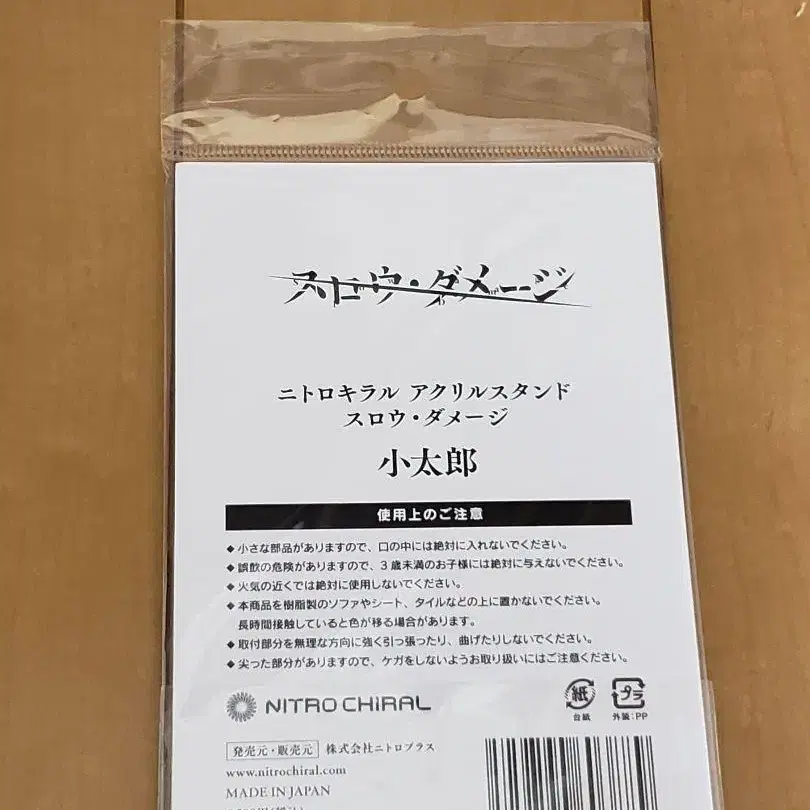 スロウ・ダメージ
ニトロキラル アクリルスタンド
スロウ・ダメージ
小太郎
使用上のご注意
◆小さな部品がありますので、口の中には絶対に入れないでください。
◆誤飲の危険がありますので、3歳未満のお子様には絶対に与えないでください。
◆火気の近くでは絶対に使用しないでください。
◆本商品を樹脂製のソファやシート、タイルなどの上に置かないでください。
長時間接触していると色が移る場合があります。
◆取付部分を無理な方向に強く引っ張ったり、曲げたりしないでください。
◆尖った部分がありますので、ケガをしないようお取り扱いにはご注意ください。
NITRO CHIRAL
紙
台紙
プラ
外装:PP
発売元・販売元 株式会社ニトロプラス
www.nitrochiral.com
MADE IN JAPAN